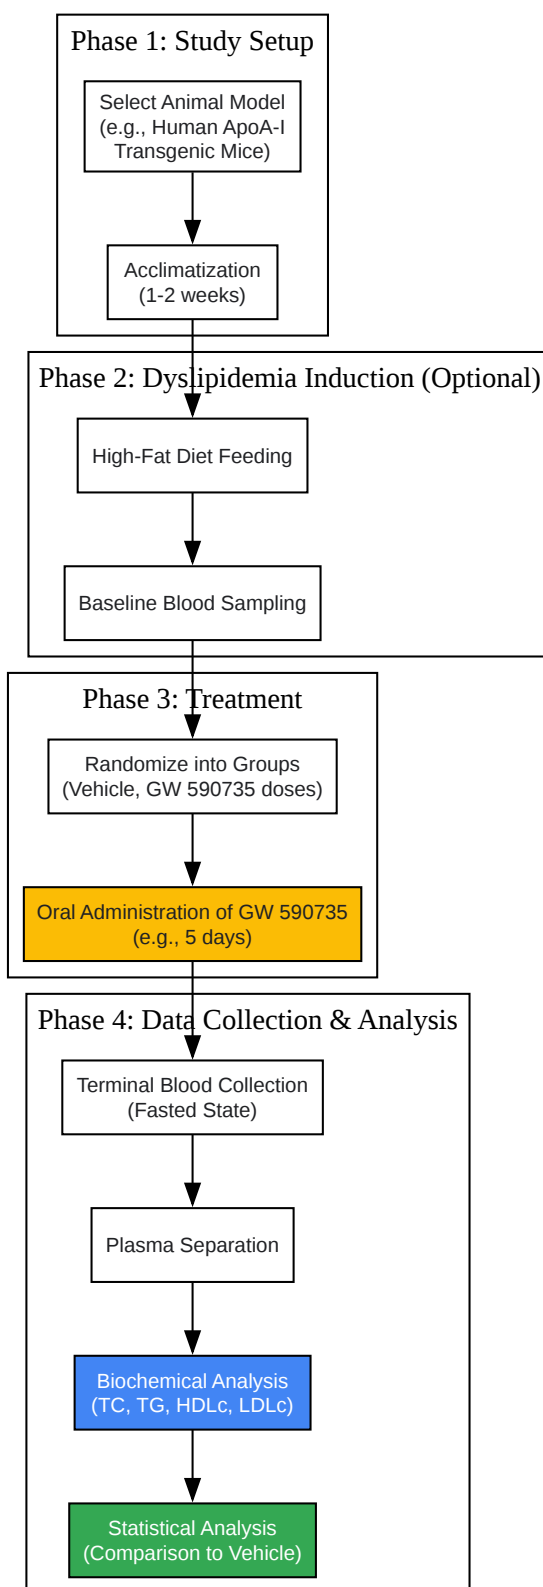 Phase 1: Study Setup
Select Animal Model
(e.g., Human ApoA-I
Transgenic Mice)
Acclimatization
(1-2 weeks)
Phase 2: Dyslipidemia Induction (Optional)
High-Fat Diet Feeding
Baseline Blood Sampling
Phase 3: Treatment
Randomize into Groups
(Vehicle, GW 590735 doses)
Oral Administration of GW 590735
(e.g., 5 days)
Phase 4: Data Collection & Analysis
Terminal Blood Collection
(Fasted State)
Plasma Separation
Biochemical Analysis
(TC, TG, HDLc, LDLc)
Statistical Analysis
(Comparison to Vehicle)